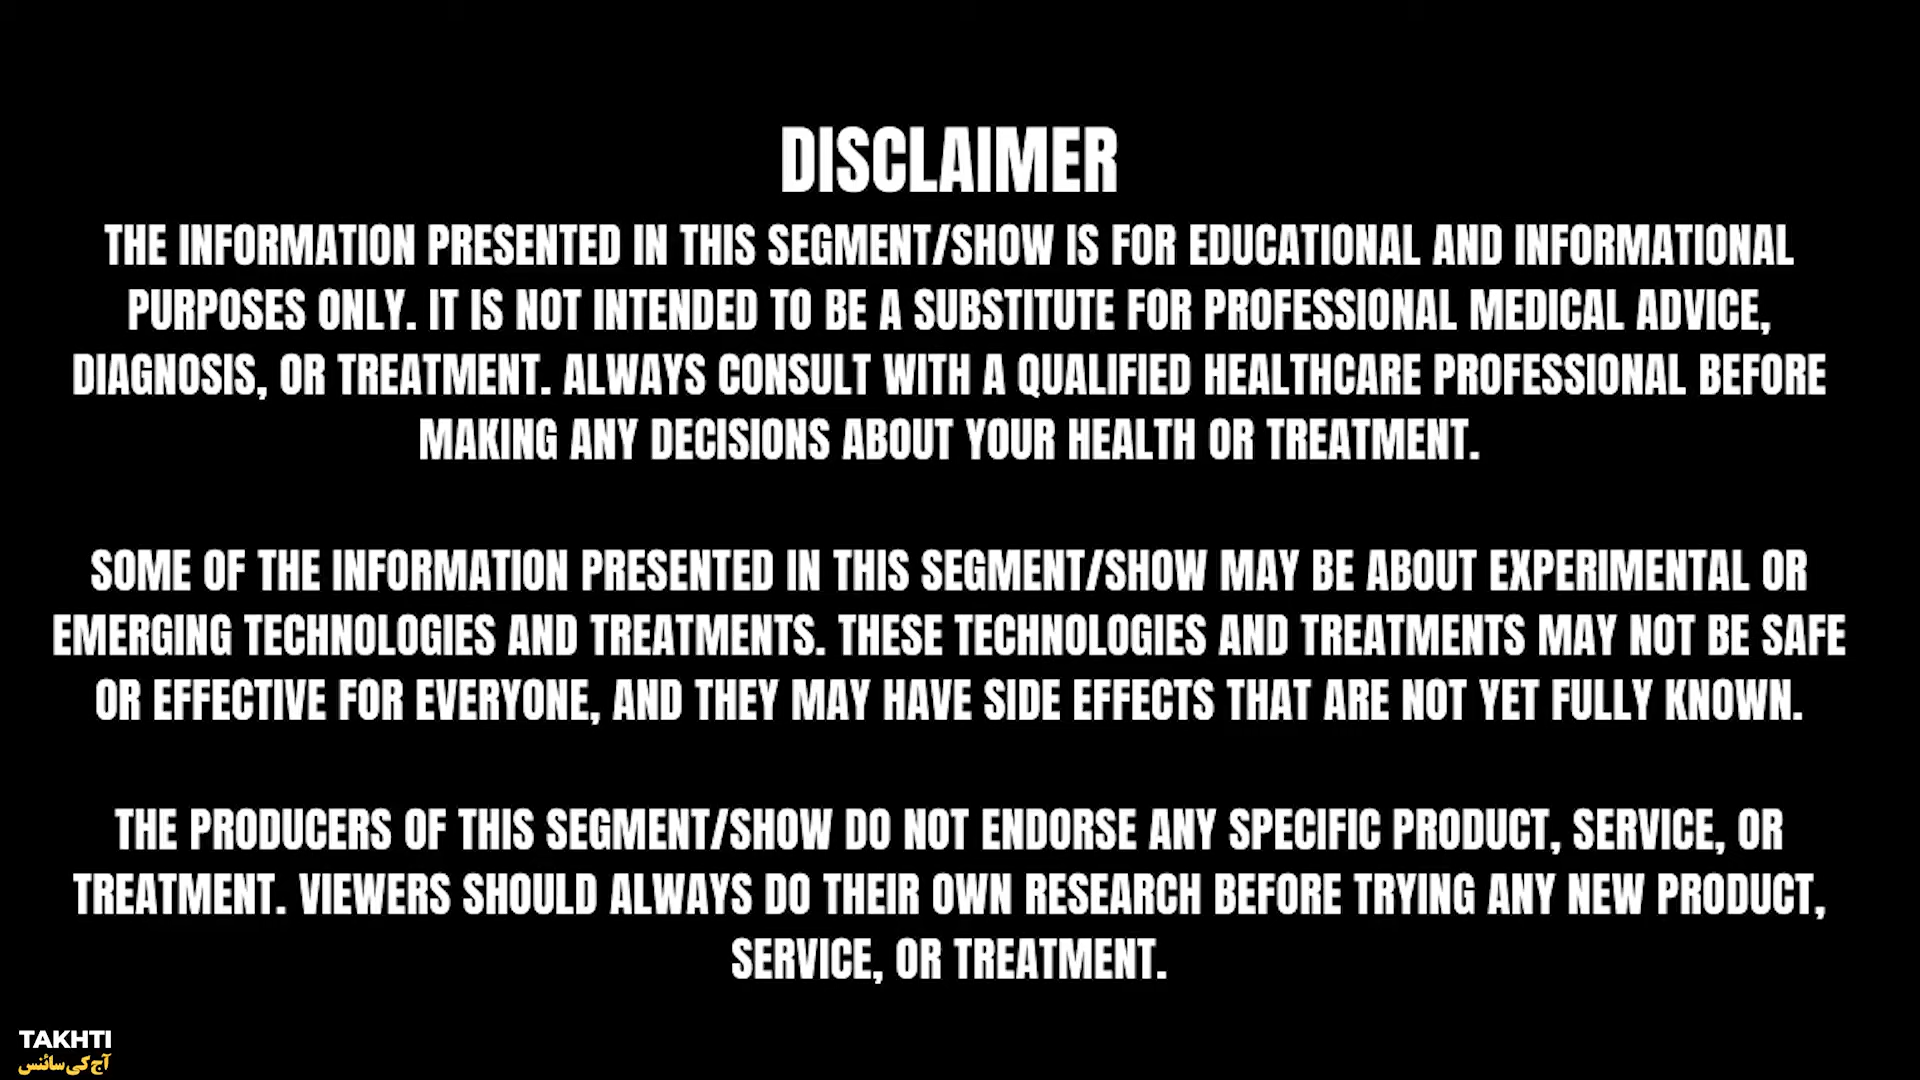 DISCLAIMER
THE INFORMATION PRESENTED IN THIS SEGMENT/SHOW IS FOR EDUCATIONAL AND INFORMATIONAL
PURPOSES ONLY. IT IS NOT INTENDED TO BE A SUBSTITUTE FOR PROFESSIONAL MEDICAL ADVICE,
DIAGNOSIS, OR TREATMENT. ALWAYS CONSULT WITH A QUALIFIED HEALTHCARE PROFESSIONAL BEFORE
MAKING ANY DECISIONS ABOUT YOUR HEALTH OR TREATMENT.
SOME OF THE INFORMATION PRESENTED IN THIS SEGMENT/SHOW MAY BE ABOUT EXPERIMENTAL OR
EMERGING TECHNOLOGIES AND TREATMENTS. THESE TECHNOLOGIES AND TREATMENTS MAY NOT BE SAFE
OR EFFECTIVE FOR EVERYONE, AND THEY MAY HAVE SIDE EFFECTS THAT ARE NOT YET FULLY KNOWN.
THE PRODUCERS OF THIS SEGMENT/SHOW DO NOT ENDORSE ANY SPECIFIC PRODUCT, SERVICE, OR
TREATMENT. VIEWERS SHOULD ALWAYS DO THEIR OWN RESEARCH BEFORE TRYING ANY NEW PRODUCT,
SERVICE, OR TREATMENT.
TAKHTI
آج کی سائنس